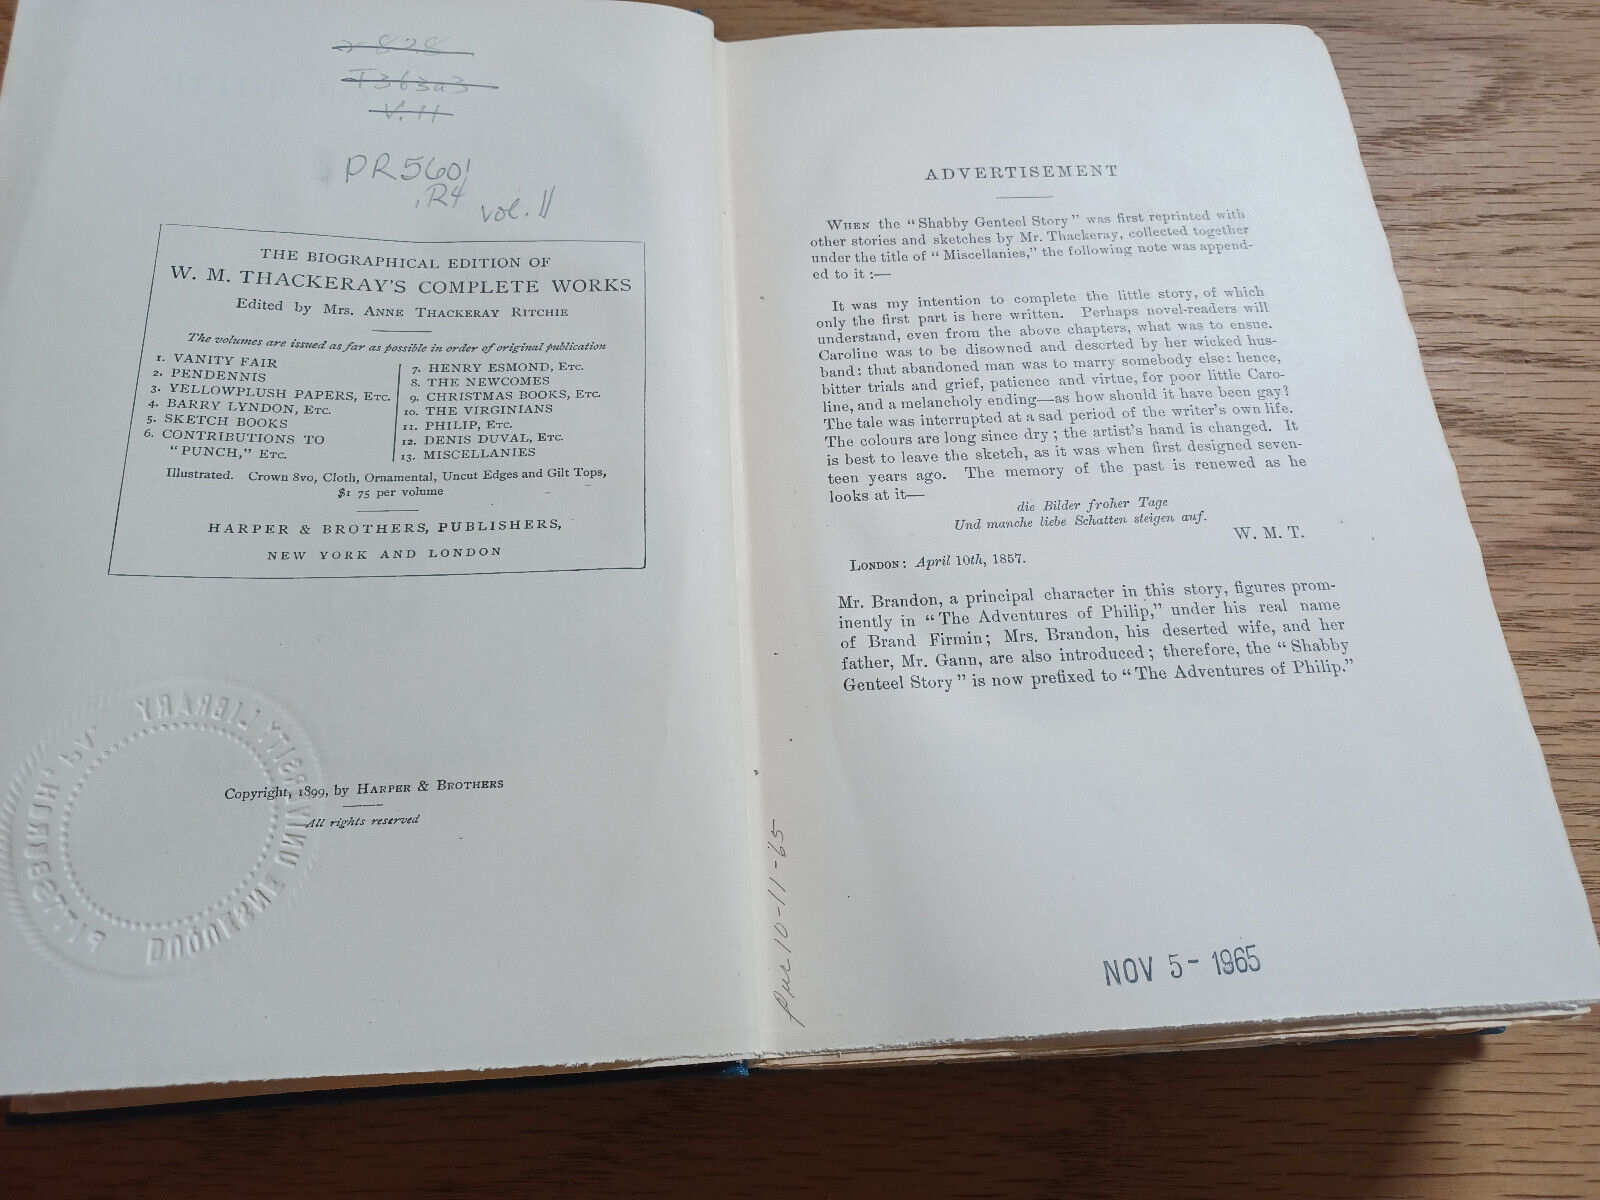 828
T363a3
V.11
PR5601
.R4
vol. 11
THE BIOGRAPHICAL EDITION OF
W. M. THACKERAY'S COMPLETE WORKS
Edited by Mrs. ANNE THACKERAY RITCHIE
The volumes are issued as far as possible in order of original publication
1. VANITY FAIR
2. PENDENNIS
3. YELLOWPLUSH PAPERS, ETC.
4. BARRY LYNDON, ETC.
5. SKETCH BOOKS
6. CONTRIBUTIONS TO
"PUNCH," ETC.
7. HENRY ESMOND, ETC.
8. THE NEWCOMES
9. CHRISTMAS BOOKS, ETC.
10. THE VIRGINIANS
11. PHILIP, ETC.
12. DENIS DUVAL, ETC.
13. MISCELLANIES
Illustrated. Crown 8vo, Cloth, Ornamental, Uncut Edges and Gilt Tops,
$1 75 per volume
HARPER & BROTHERS, PUBLISHERS,
NEW YORK AND LONDON
DUQUESNE UNIVERSITY LIBRARY
PITTSBURGH, PA.
Copyright, 1899, by HARPER & BROTHERS
All rights reserved
ADVERTISEMENT
WHEN the "Shabby Genteel Story" was first reprinted with
other stories and sketches by Mr. Thackeray, collected together
under the title of "Miscellanies," the following note was append-
ed to it :—
It was my intention to complete the little story, of which
only the first part is here written. Perhaps novel-readers will
understand, even from the above chapters, what was to ensue.
Caroline was to be disowned and deserted by her wicked hus-
band: that abandoned man was to marry somebody else: hence,
bitter trials and grief, patience and virtue, for poor little Caro-
line, and a melancholy ending—as how should it have been gay?
The tale was interrupted at a sad period of the writer's own life.
The colours are long since dry; the artist's hand is changed. It
is best to leave the sketch, as it was when first designed seven-
teen years ago. The memory of the past is renewed as he
looks at it—
die Bilder froher Tage
Und manche liebe Schatten steigen auf.
W. M. T.
LONDON: April 10th, 1857.
Mr. Brandon, a principal character in this story, figures prom-
inently in "The Adventures of Philip," under his real name
of Brand Firmin; Mrs. Brandon, his deserted wife, and her
father, Mr. Gann, are also introduced; therefore, the "Shabby
Genteel Story" is now prefixed to "The Adventures of Philip."
pur 10-11-65
NOV 5 - 1965